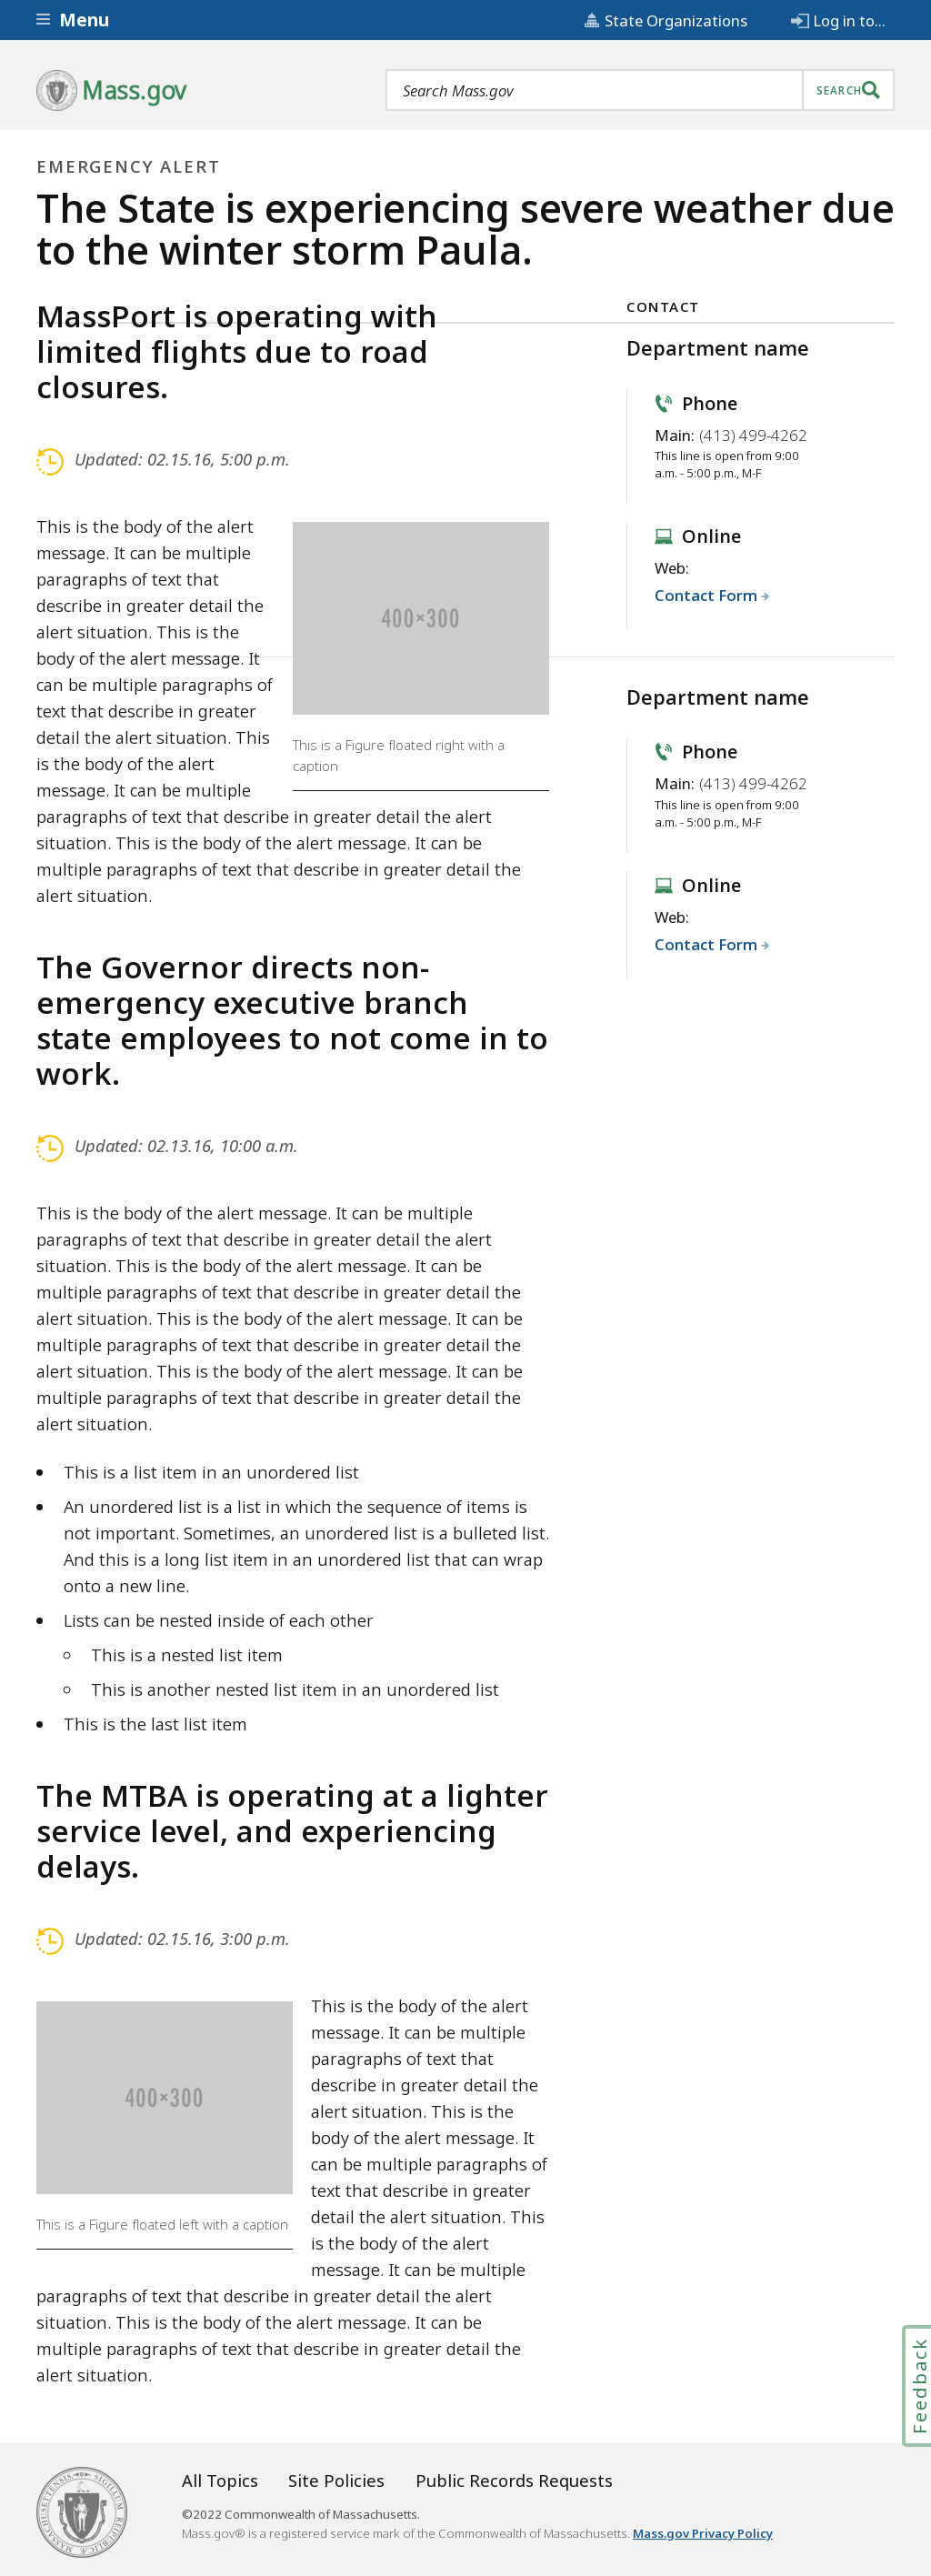 Menu
State Organizations
Log in to...
Mass.gov
Search Mass.gov
SEARCH
EMERGENCY ALERT
The State is experiencing severe weather due
to the winter storm Paula.
MassPort is operating with
limited flights due to road
closures.
Updated: 02.15.16, 5:00 p.m.
This is the body of the alert
message. It can be multiple
paragraphs of text that
describe in greater detail the
alert situation. This is the
body of the alert message. It
can be multiple paragraphs of
text that describe in greater
detail the alert situation. This
is the body of the alert
message. It can be multiple
paragraphs of text that describe in greater detail the alert
situation. This is the body of the alert message. It can be
multiple paragraphs of text that describe in greater detail the
alert situation.
400×300
This is a Figure floated right with a
caption
The Governor directs non-
emergency executive branch
state employees to not come in to
work.
Updated: 02.13.16, 10:00 a.m.
This is the body of the alert message. It can be multiple
paragraphs of text that describe in greater detail the alert
situation. This is the body of the alert message. It can be
multiple paragraphs of text that describe in greater detail the
alert situation. This is the body of the alert message. It can be
multiple paragraphs of text that describe in greater detail the
alert situation. This is the body of the alert message. It can be
multiple paragraphs of text that describe in greater detail the
alert situation.
This is a list item in an unordered list
An unordered list is a list in which the sequence of items is
not important. Sometimes, an unordered list is a bulleted list.
And this is a long list item in an unordered list that can wrap
onto a new line.
Lists can be nested inside of each other
This is a nested list item
This is another nested list item in an unordered list
This is the last list item
The MTBA is operating at a lighter
service level, and experiencing
delays.
Updated: 02.15.16, 3:00 p.m.
400×300
This is a Figure floated left with a caption
This is the body of the alert
message. It can be multiple
paragraphs of text that
describe in greater detail the
alert situation. This is the
body of the alert message. It
can be multiple paragraphs of
text that describe in greater
detail the alert situation. This
is the body of the alert
message. It can be multiple
paragraphs of text that describe in greater detail the alert
situation. This is the body of the alert message. It can be
multiple paragraphs of text that describe in greater detail the
alert situation.
CONTACT
Department name
Phone
Main: (413) 499-4262
This line is open from 9:00
a.m. - 5:00 p.m., M-F
Online
Web:
Contact Form
Department name
Phone
Main: (413) 499-4262
This line is open from 9:00
a.m. - 5:00 p.m., M-F
Online
Web:
Contact Form
Feedback
All Topics
Site Policies
Public Records Requests
©2022 Commonwealth of Massachusetts.
Mass.gov® is a registered service mark of the Commonwealth of Massachusetts. Mass.gov Privacy Policy